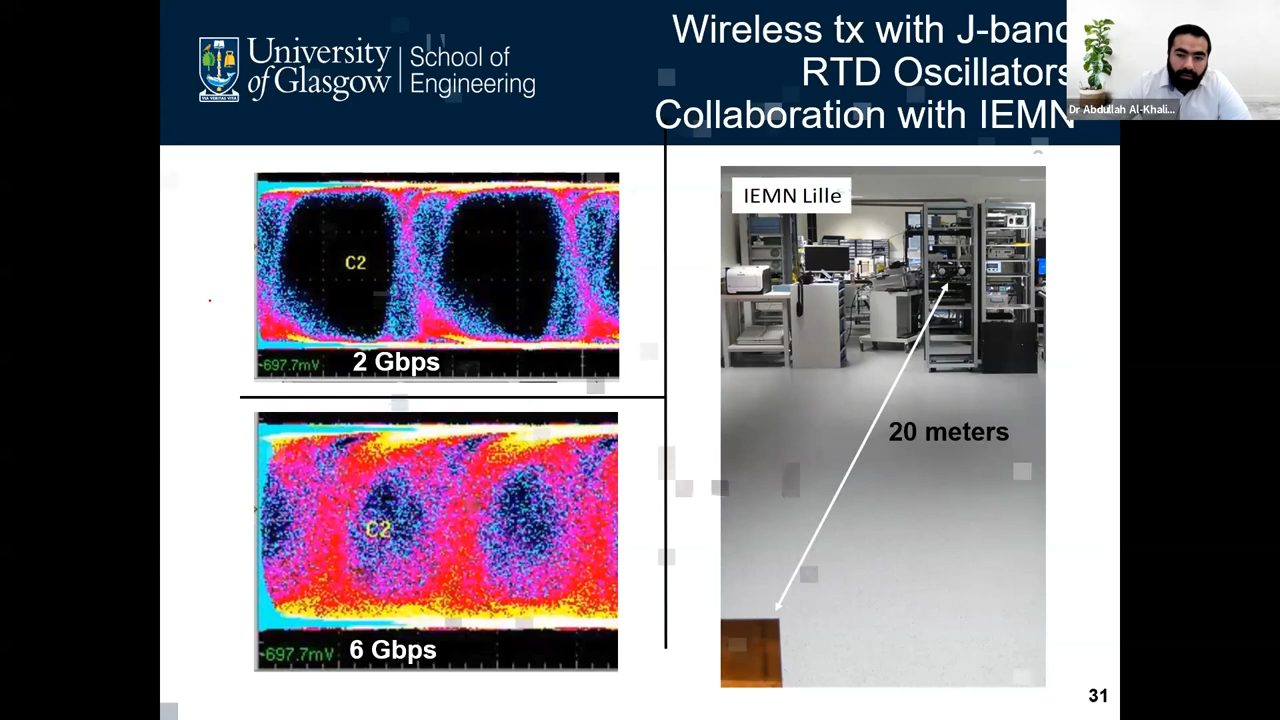 University
of Glasgow
School of
Engineering
Wireless tx with J-band
RTD Oscillators
Collaboration with IEMN
Dr Abdullah Al-Khali...
C2
-697.7mV
2 Gbps
C2
-697.7mV
6 Gbps
IEMN Lille
20 meters
31